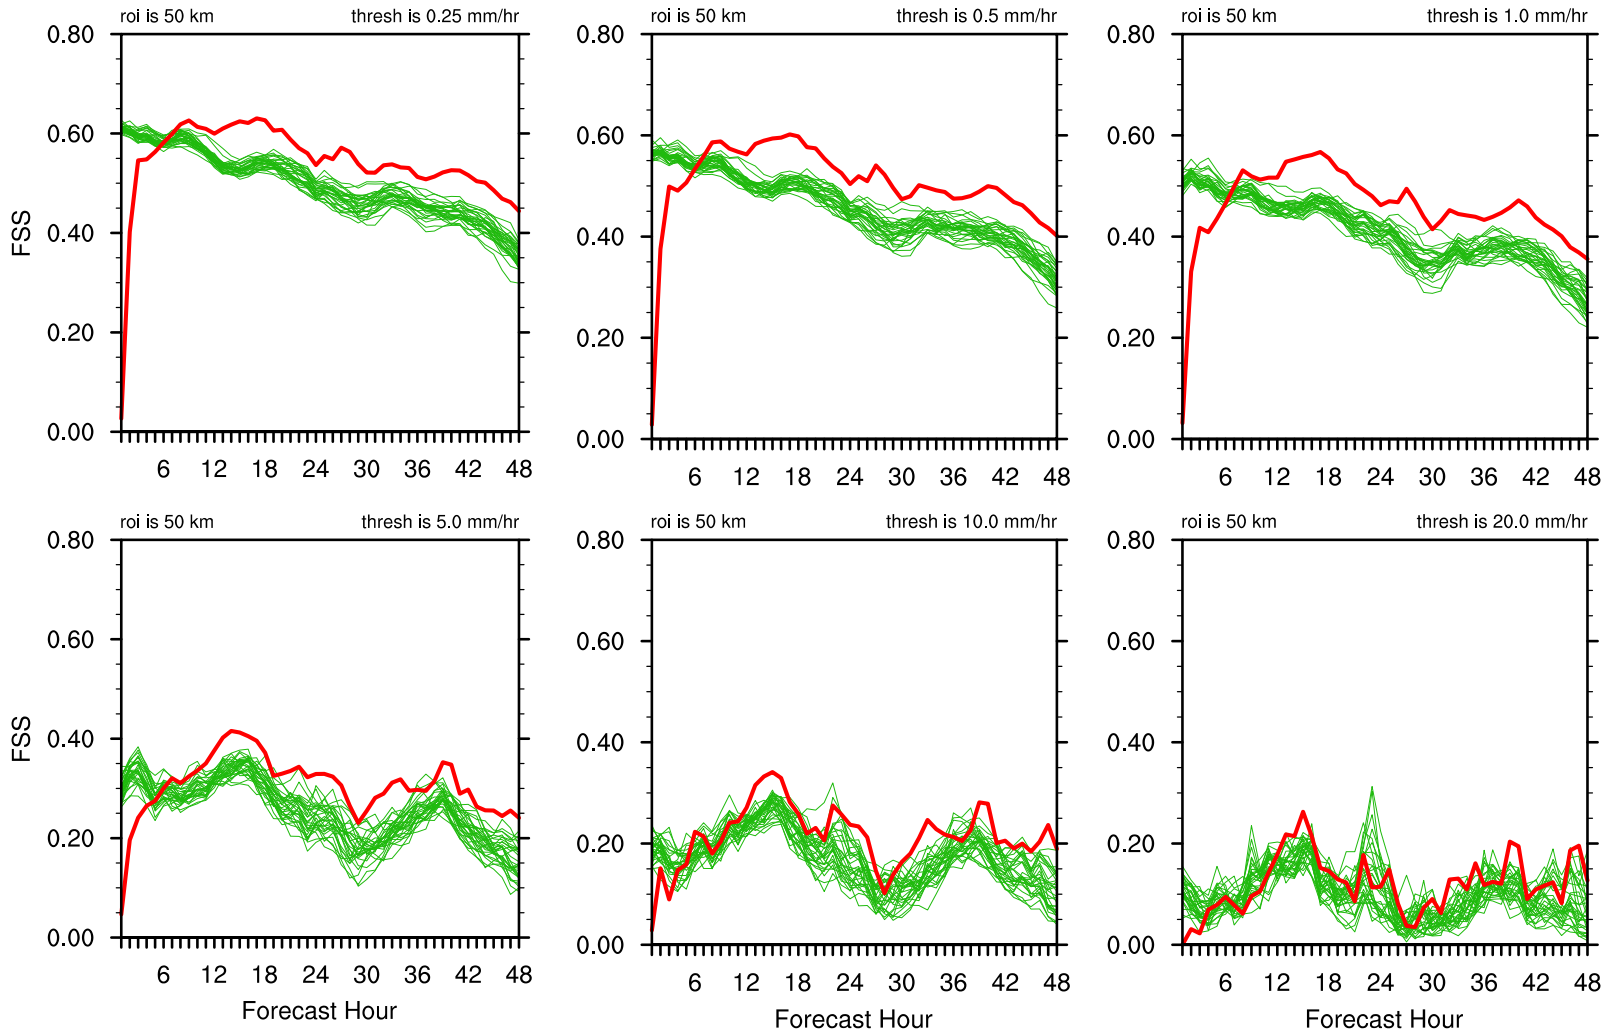 roi is 50 km thresh is 0.25 mm/hr
roi is 50 km thresh is 0.5 mm/hr
roi is 50 km thresh is 1.0 mm/hr
0.80 0.80 0.80
0.60 0.60 0.60
FSS
0.40 0.40 0.40
0.20 0.20 0.20
0.00 0.00 0.00
6 12 18 24 30 36 42 48
6 12 18 24 30 36 42 48
6 12 18 24 30 36 42 48
roi is 50 km thresh is 5.0 mm/hr
roi is 50 km thresh is 10.0 mm/hr
roi is 50 km thresh is 20.0 mm/hr
0.80 0.80 0.80
0.60 0.60 0.60
FSS
0.40 0.40 0.40
0.20 0.20 0.20
0.00 0.00 0.00
6 12 18 24 30 36 42 48
6 12 18 24 30 36 42 48
6 12 18 24 30 36 42 48
Forecast Hour
Forecast Hour
Forecast Hour